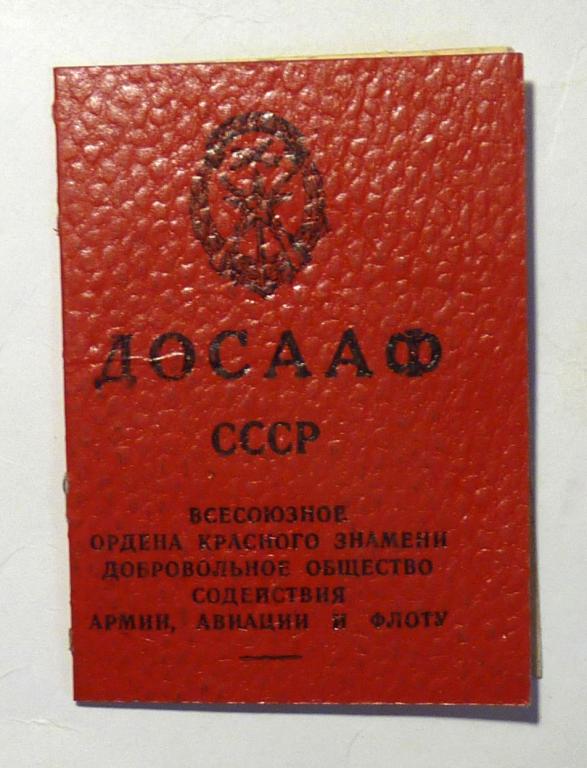 ДОСААФ
СССР
ВСЕСОЮЗНОЕ
ОРДЕНА КРАСНОГО ЗНАМЕНИ
ДОБРОВОЛЬНОЕ ОБЩЕСТВО
СОДЕЙСТВИЯ
АРМИИ, АВИАЦИИ И ФЛОТУ